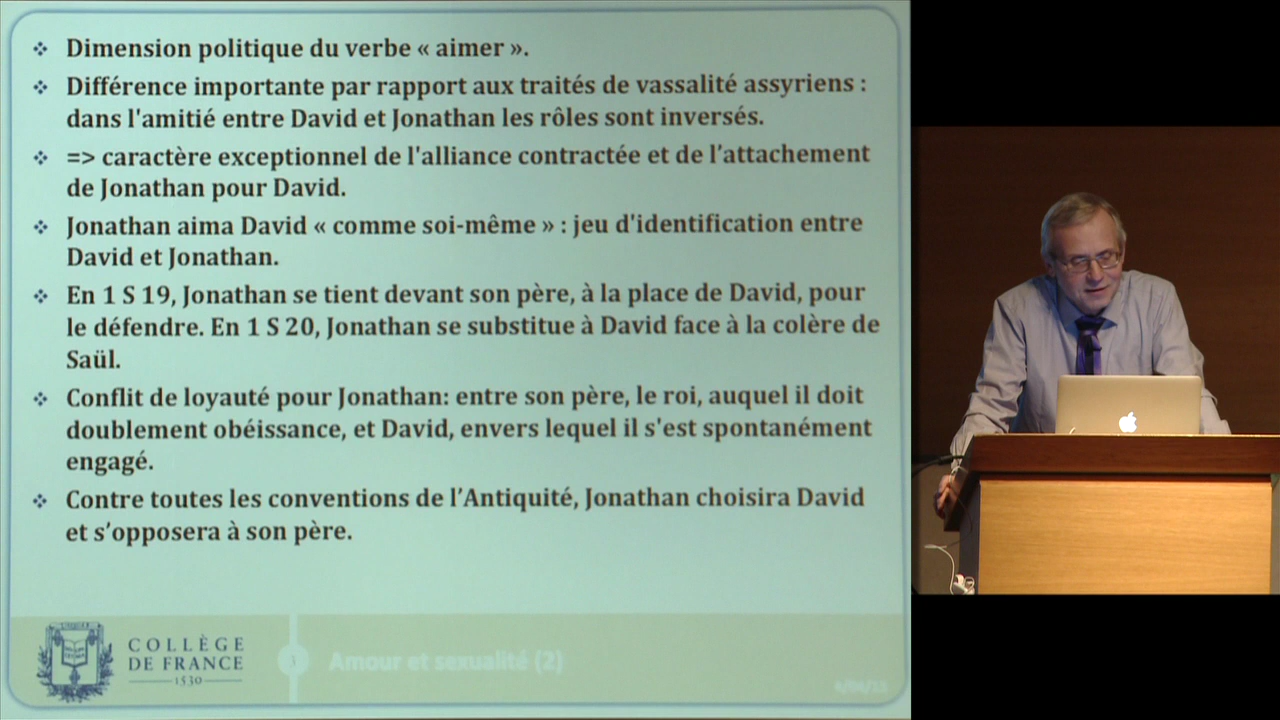 Dimension politique du verbe « aimer ».
Différence importante par rapport aux traités de vassalité assyriens :
dans l'amitié entre David et Jonathan les rôles sont inversés.
=> caractère exceptionnel de l'alliance contractée et de l'attachement
de Jonathan pour David.
Jonathan aima David « comme soi-même » : jeu d'identification entre
David et Jonathan.
En 1 S 19, Jonathan se tient devant son père, à la place de David, pour
le défendre. En 1 S 20, Jonathan se substitue à David face à la colère de
Saül.
Conflit de loyauté pour Jonathan: entre son père, le roi, auquel il doit
doublement obéissance, et David, envers lequel il s'est spontanément
engagé.
Contre toutes les conventions de l'Antiquité, Jonathan choisira David
et s'opposera à son père.
COLLÈGE
DE FRANCE
1530
3
Amour et sexualité (2)